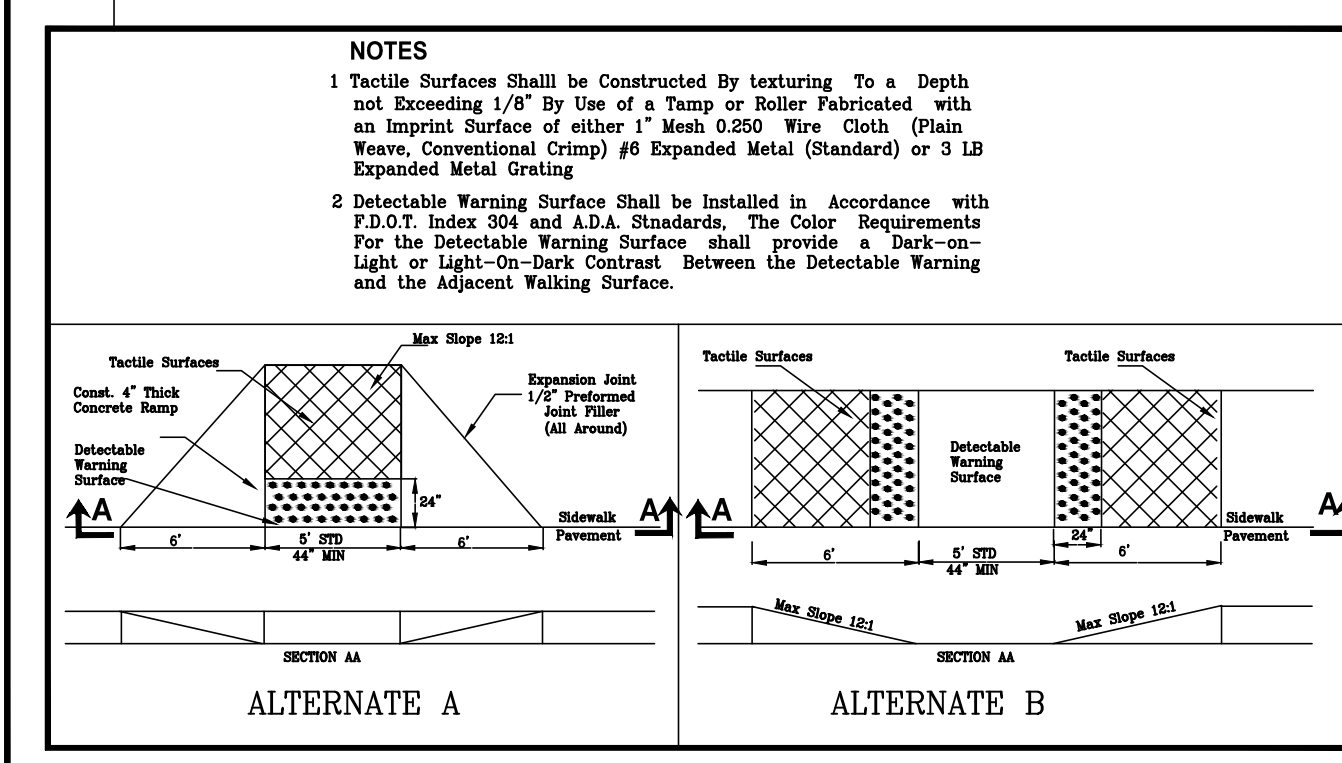 NOTES
1 Tactile Surfaces Shalll be Constructed By texturing To a Depth
not Exceeding 1/8" By Use of a Tamp or Roller Fabricated with
an Imprint Surface of either 1" Mesh 0.250 Wire Cloth (Plain
Weave, Conventional Crimp) #6 Expanded Metal (Standard) or 3 LB
Expanded Metal Grating
2 Detectable Warning Surface Shall be Installed in Accordance with
F.D.O.T. Index 304 and A.D.A. Stnadards, The Color Requirements
For the Detectable Warning Surface shall provide a Dark-on-
Light or Light-On-Dark Contrast Between the Detectable Warning
and the Adjacent Walking Surface.
Max Slope 12:1
Tactile Surfaces
Const. 4" Thick
Concrete Ramp
Expansion Joint
1/2" Preformed
Joint Filler
(All Around)
Detectable
Warning
Surface
24"
A
A
Sidewalk
Pavement
6'
5' STD
44" MIN
6'
SECTION AA
ALTERNATE A
Tactile Surfaces
Tactile Surfaces
Detectable
Warning
Surface
A
A
Sidewalk
Pavement
24"
6'
5' STD
44" MIN
6'
Max Slope 12:1
Max Slope 12:1
SECTION AA
ALTERNATE B